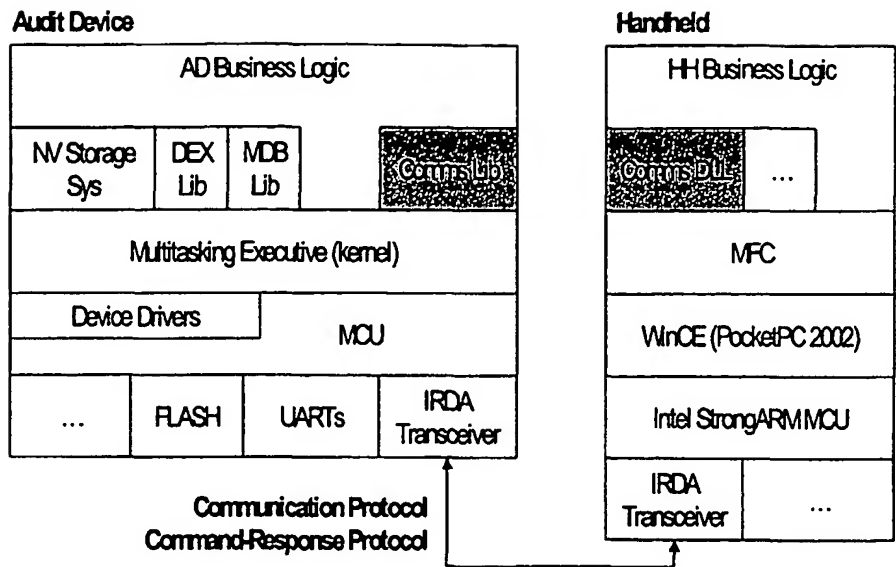 Audit Device
AD Business Logic
NV Storage
Sys
DEX
Lib
MDB
Lib
Comms Lib
Multitasking Executive (kernel)
Device Drivers
MCU
...
FLASH
UARTs
IRDA
Transceiver
Communication Protocol
Command-Response Protocol
Handheld
HH Business Logic
Comms DLL
...
MFC
WinCE (PocketPC 2002)
Intel StrongARM MCU
IRDA
Transceiver
...